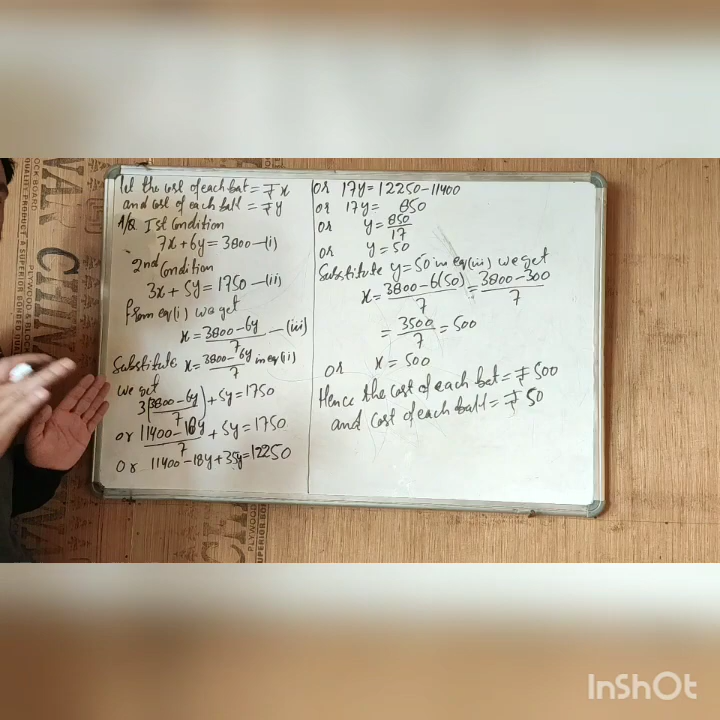 let the cost of each bat = ₹ x
and cost of each ball = ₹ y
A/Q Ist Condition
7x + 6y = 3800 — (i)
2nd Condition
3x + 5y = 1750 — (ii)
from eq(i) we get
x = 3800 - 6y / 7 — (iii)
Substitute x = 3800 - 6y / 7 in eq(i)
we get
3(3800 - 6y / 7) + 5y = 1750
or 11400 - 18y / 7 + 5y = 1750
or 11400 - 18y + 35y = 12250
or 17y = 12250 - 11400
or 17y = 850
or y = 850 / 17
or y = 50
Substitute y = 50 in eq(iii) we get
x = 3800 - 6(50) / 7 = 3800 - 300 / 7
= 3500 / 7 = 500
or x = 500
Hence the cost of each bat = ₹ 500
and cost of each ball = ₹ 50
InShOt